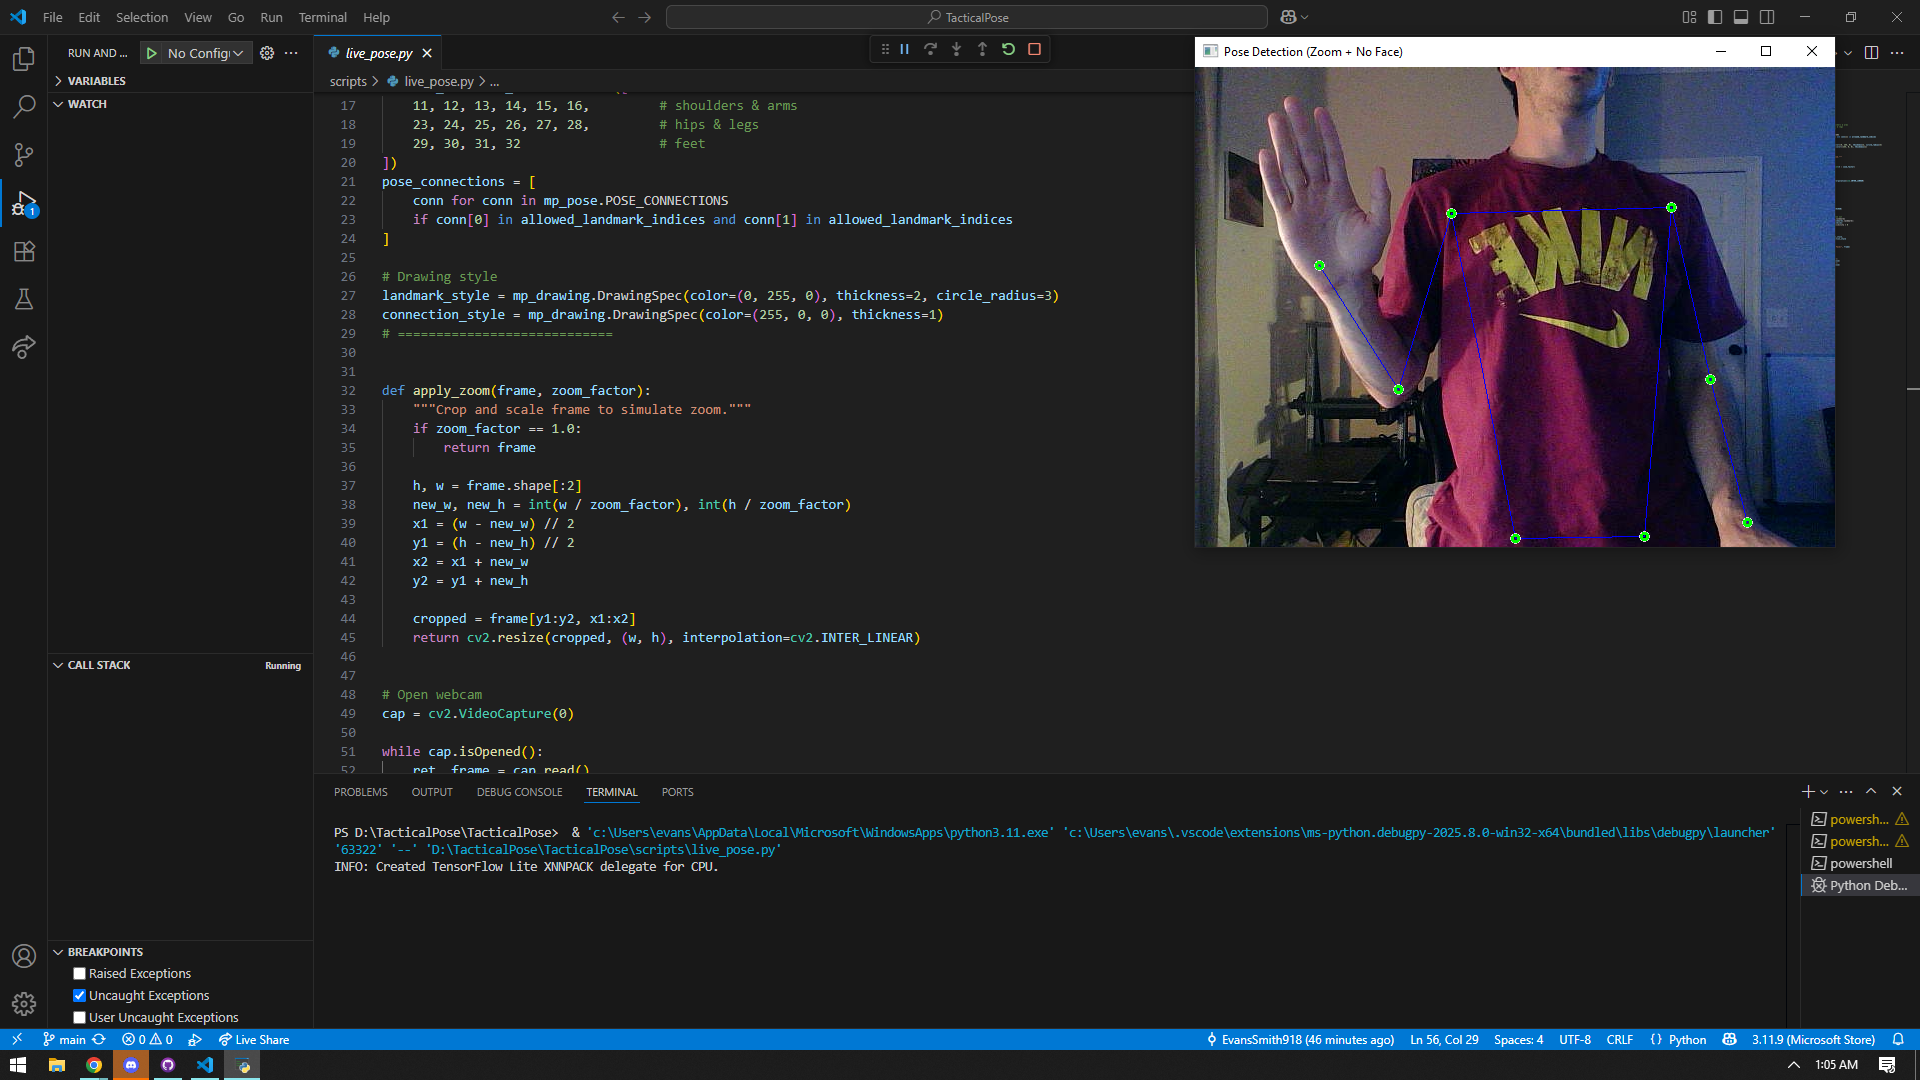 File Edit Selection View Go Run Terminal Help
TacticalPose
RUN AND ... No Config
VARIABLES
WATCH
CALL STACK Running
BREAKPOINTS
Raised Exceptions
Uncaught Exceptions
User Uncaught Exceptions
1
live_pose.py
scripts > live_pose.py > ...
17 11, 12, 13, 14, 15, 16, # shoulders & arms
18 23, 24, 25, 26, 27, 28, # hips & legs
19 29, 30, 31, 32 # feet
20 ])
21 pose_connections = [
22 conn for conn in mp_pose.POSE_CONNECTIONS
23 if conn[0] in allowed_landmark_indices and conn[1] in allowed_landmark_indices
24 ]
25
26 # Drawing style
27 landmark_style = mp_drawing.DrawingSpec(color=(0, 255, 0), thickness=2, circle_radius=3)
28 connection_style = mp_drawing.DrawingSpec(color=(255, 0, 0), thickness=1)
29 # ============================
30
31
32 def apply_zoom(frame, zoom_factor):
33 """Crop and scale frame to simulate zoom."""
34 if zoom_factor == 1.0:
35 return frame
36
37 h, w = frame.shape[:2]
38 new_w, new_h = int(w / zoom_factor), int(h / zoom_factor)
39 x1 = (w - new_w) // 2
40 y1 = (h - new_h) // 2
41 x2 = x1 + new_w
42 y2 = y1 + new_h
43
44 cropped = frame[y1:y2, x1:x2]
45 return cv2.resize(cropped, (w, h), interpolation=cv2.INTER_LINEAR)
46
47
48 # Open webcam
49 cap = cv2.VideoCapture(0)
50
51 while cap.isOpened():
52 ret, frame = cap.read()
Pose Detection (Zoom + No Face)
NIKE
PROBLEMS OUTPUT DEBUG CONSOLE TERMINAL PORTS
PS D:\TacticalPose\TacticalPose> & 'c:\Users\evans\AppData\Local\Microsoft\WindowsApps\python3.11.exe' 'c:\Users\evans\.vscode\extensions\ms-python.debugpy-2025.8.0-win32-x64\bundled\libs\debugpy\launcher'
'63322' '--' 'D:\TacticalPose\TacticalPose\scripts\live_pose.py'
INFO: Created TensorFlow Lite XNNPACK delegate for CPU.
powersh...
powersh...
powershell
Python Deb...
main 0 0 Live Share EvansSmith918 (46 minutes ago) Ln 56, Col 29 Spaces: 4 UTF-8 CRLF {} Python 3.11.9 (Microsoft Store)
1:05 AM